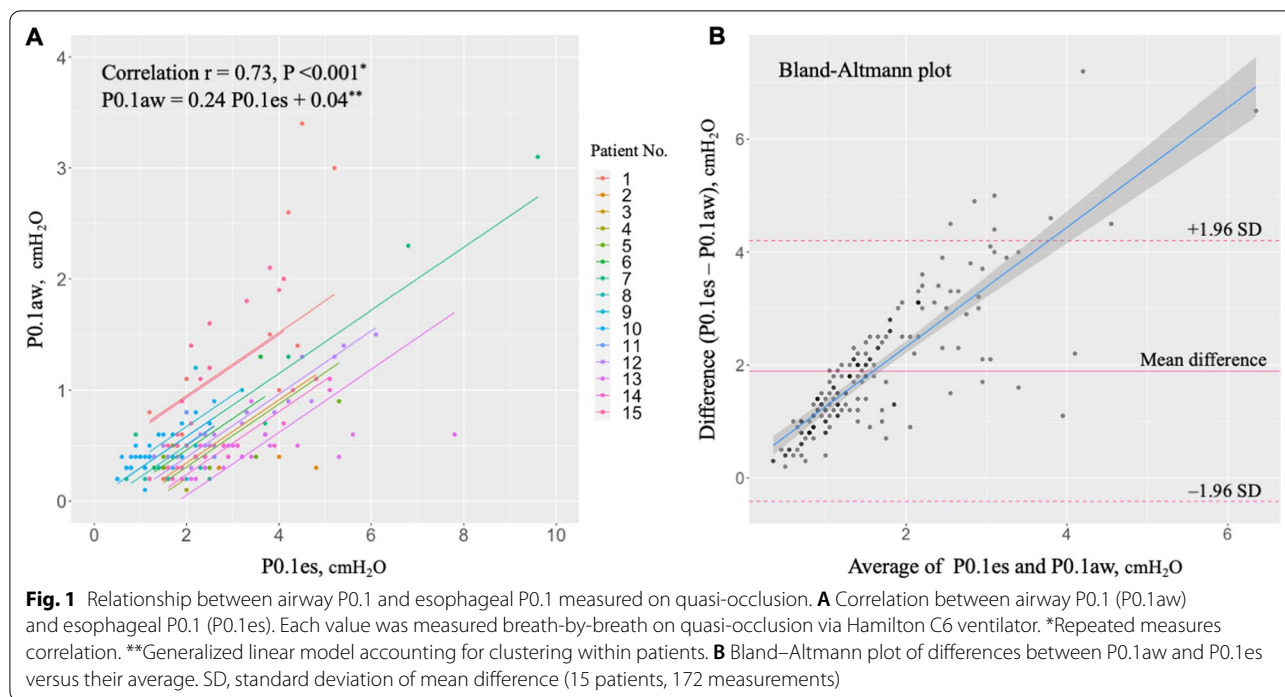 A
Correlation r = 0.73, P <0.001*
P0.1aw = 0.24 P0.1es + 0.04**
P0.1aw, cmH₂O
4
3
2
1
0
0 2 4 6 8 10
P0.1es, cmH₂O
Patient No.
1
2
3
4
5
6
7
8
9
10
11
12
13
14
15
B
Bland-Altmann plot
Difference (P0.1es – P0.1aw), cmH₂O
6
4
2
0
+1.96 SD
Mean difference
−1.96 SD
2 4 6
Average of P0.1es and P0.1aw, cmH₂O
Fig. 1 Relationship between airway P0.1 and esophageal P0.1 measured on quasi-occlusion. A Correlation between airway P0.1 (P0.1aw)
and esophageal P0.1 (P0.1es). Each value was measured breath-by-breath on quasi-occlusion via Hamilton C6 ventilator. *Repeated measures
correlation. **Generalized linear model accounting for clustering within patients. B Bland–Altmann plot of differences between P0.1aw and P0.1es
versus their average. SD, standard deviation of mean difference (15 patients, 172 measurements)